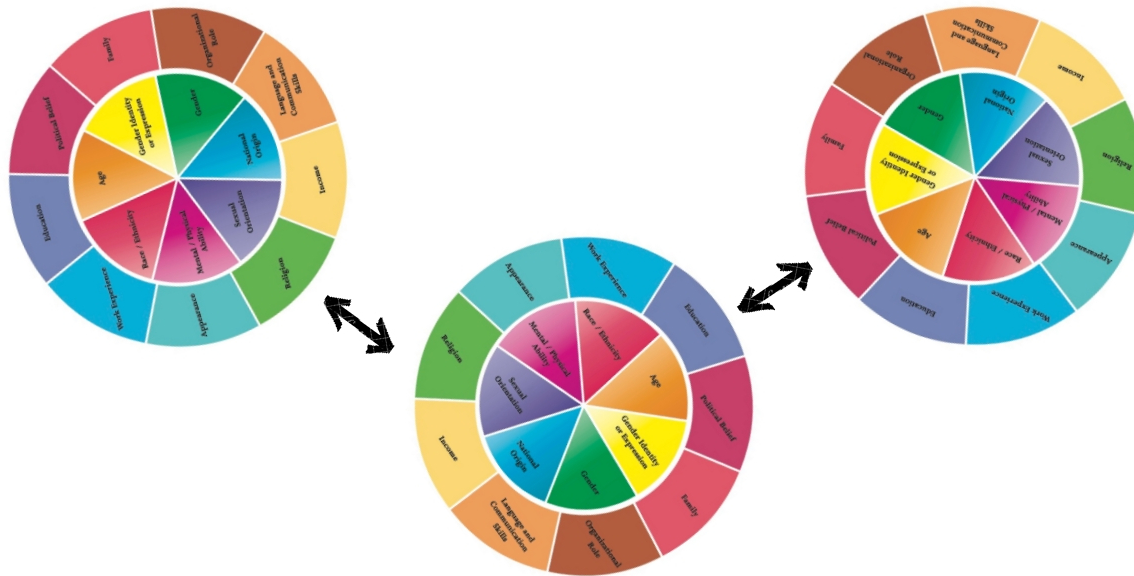 Family
Organizational
Role
Language and
Communication
Skills
Income
Religion
Appearance
Work Experience
Education
Political Belief
Gender Identity
or Expression
Gender
National
Origin
Sexual
Orientation
Mental / Physical
Ability
Race / Ethnicity
Age
Appearance
Work Experience
Education
Political Belief
Family
Organizational
Role
Language and
Communication
Skills
Income
Religion
Mental / Physical
Ability
Race / Ethnicity
Age
Gender Identity
or Expression
Gender
National
Origin
Sexual
Orientation
Organizational
Role
Language and
Communication
Skills
Income
Religion
Appearance
Work Experience
Education
Political Belief
Family
Gender
National
Origin
Sexual
Orientation
Mental / Physical
Ability
Race / Ethnicity
Age
Gender Identity
or Expression